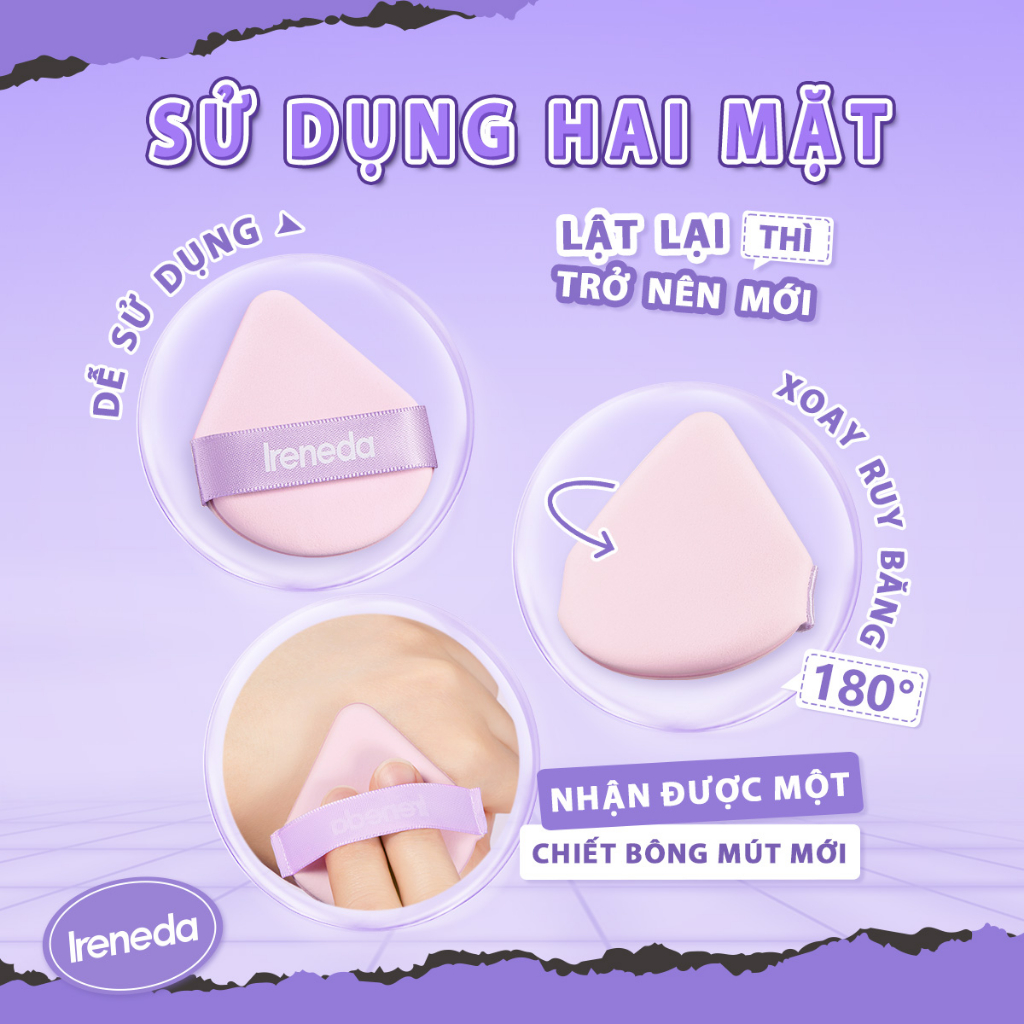 SỬ DỤNG HAI MẶT
DỄ SỬ DỤNG
LẬT LẠI THÌ
TRỞ NÊN MỚI
Ireneda
XOAY RUY BĂNG
180°
Ireneda
NHẬN ĐƯỢC MỘT
CHIẾT BÔNG MÚT MỚI
Ireneda